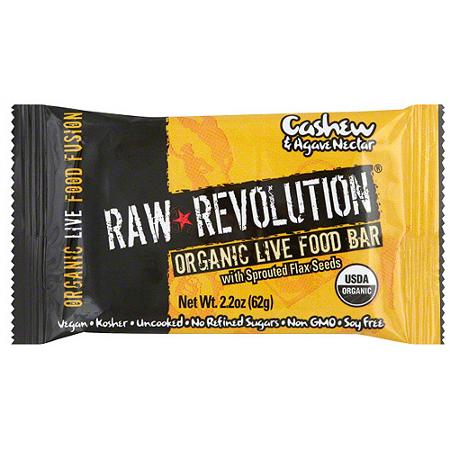 Cashew
& Agave Nectar
ORGANIC LIVE FOOD FUSION
RAW★REVOLUTION®
ORGANIC LIVE FOOD BAR
with Sprouted Flax Seeds
USDA
ORGANIC
Net Wt. 2.2oz (62g)
Vegan • Kosher • Uncooked • No Refined Sugars • Non GMO • Soy Free